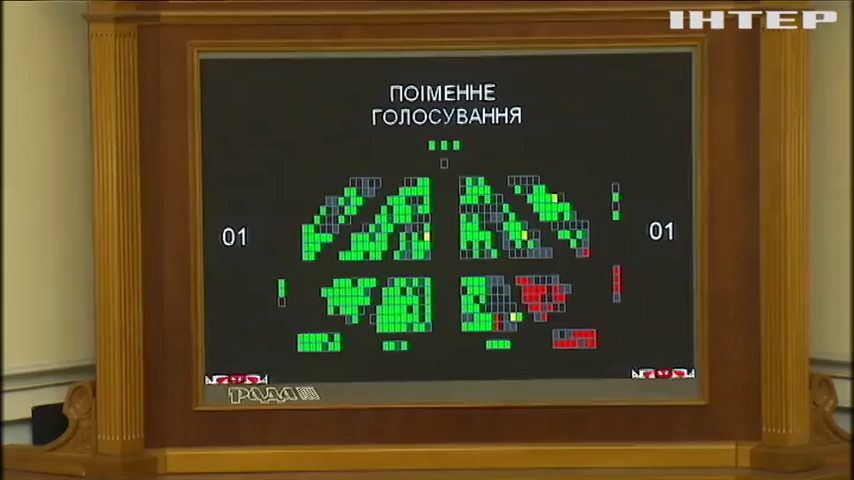 ІНТЕР
ПОІМЕННЕ
ГОЛОСУВАННЯ
01
01
РАДА